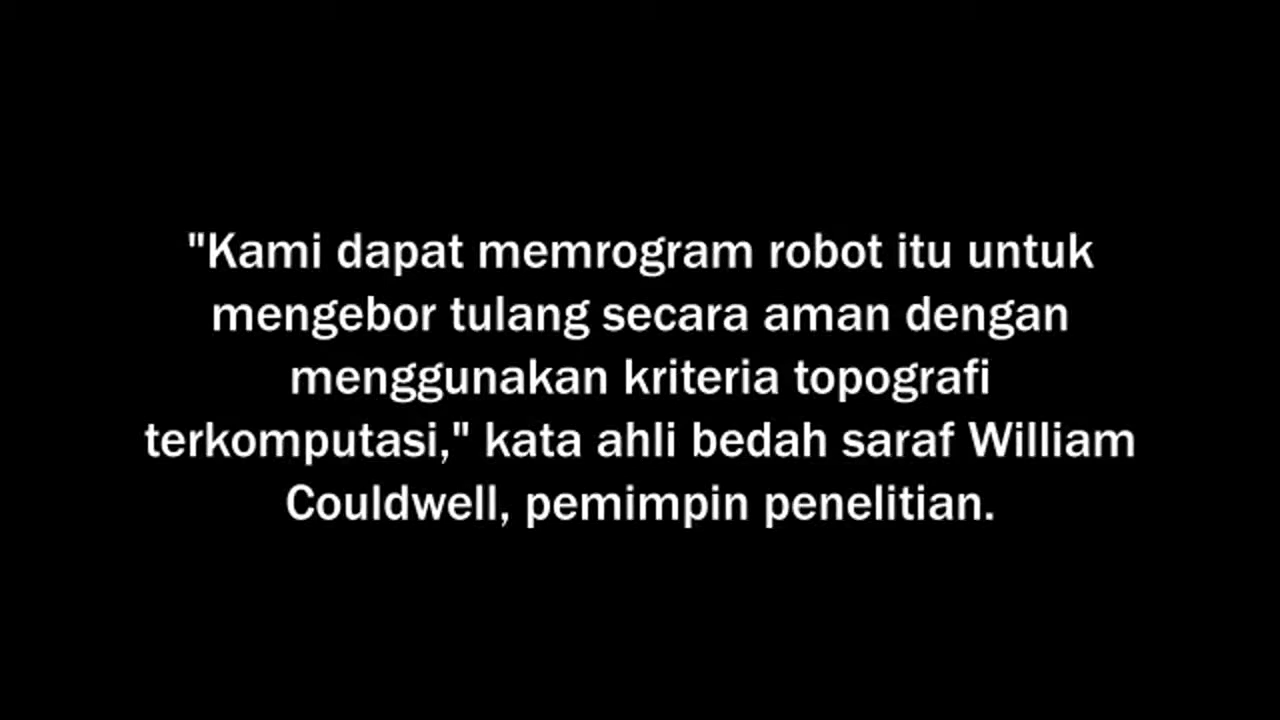 "Kami dapat memrogram robot itu untuk
mengebor tulang secara aman dengan
menggunakan kriteria topografi
terkomputasi," kata ahli bedah saraf William
Couldwell, pemimpin penelitian.